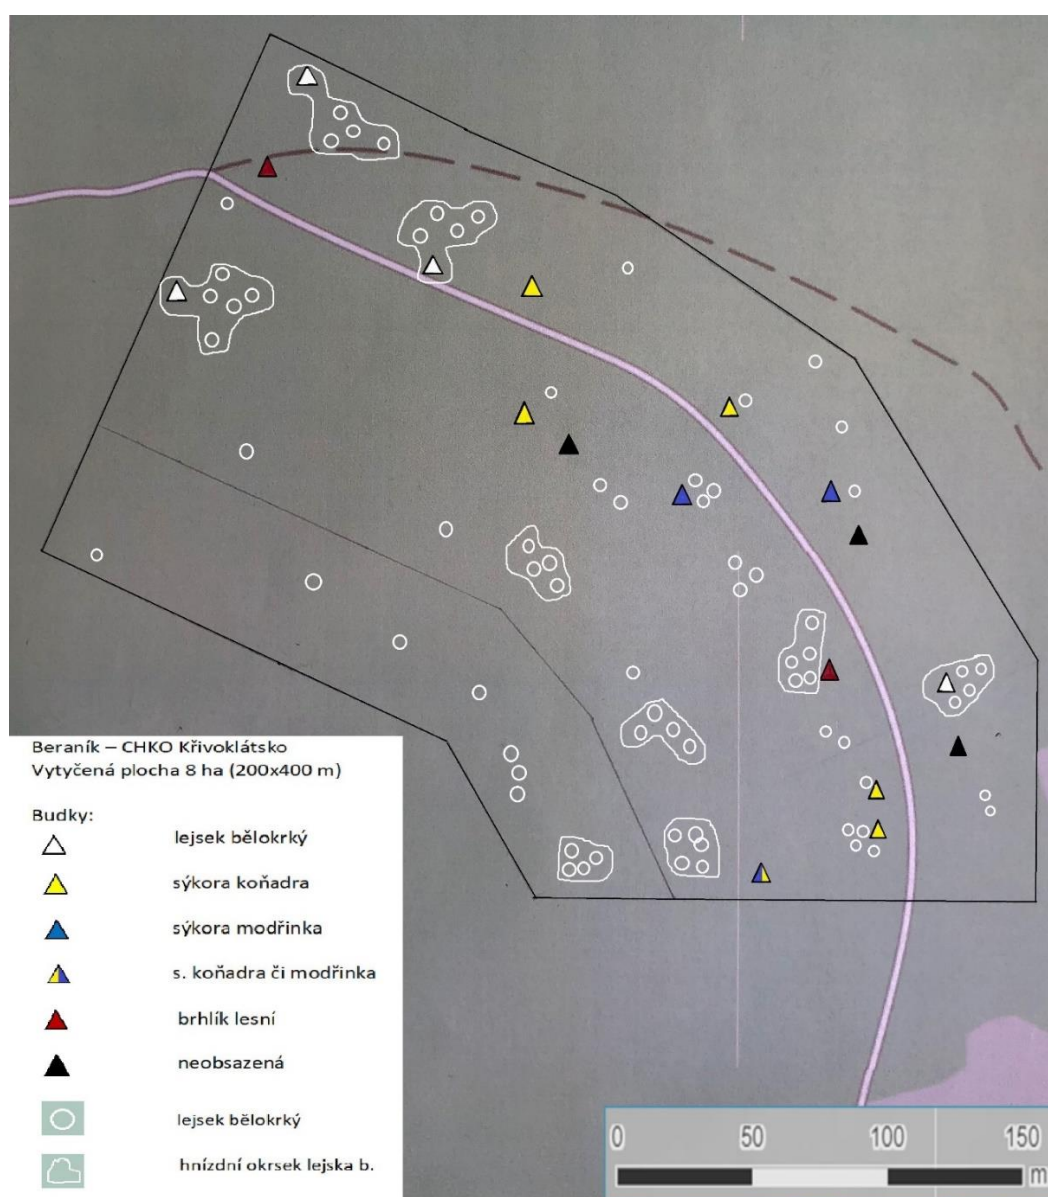 Beraník – CHKO Křivoklátsko
Vytyčená plocha 8 ha (200x400 m)
Budky:
lejsek bělokrký
sýkora koňadra
sýkora modřinka
s. koňadra či modřinka
brhlík lesní
neobsazená
lejsek bělokrký
hnízdní okrsek lejska b.
0 50 100 150
m